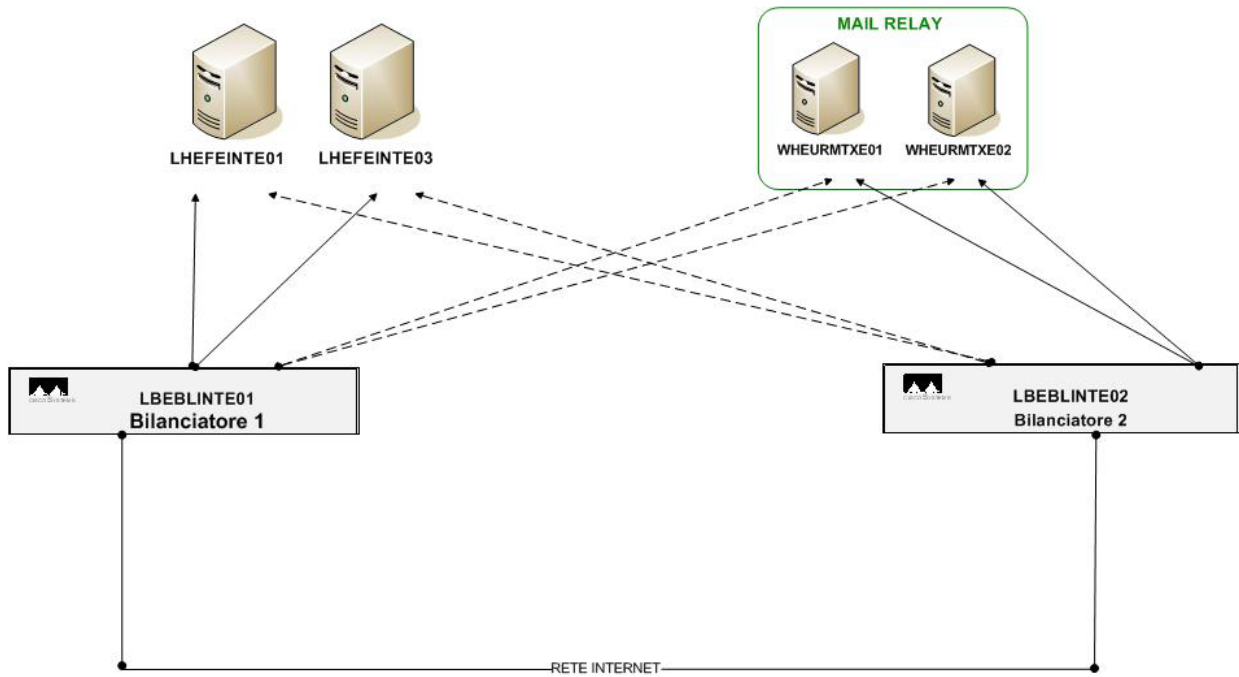 MAIL RELAY
LHEFEINTE01
LHEFEINTE03
WHEURMTXE01
WHEURMTXE02
LBEBLINTE01
Bilanciatore 1
LBEBLINTE02
Bilanciatore 2
RETE INTERNET